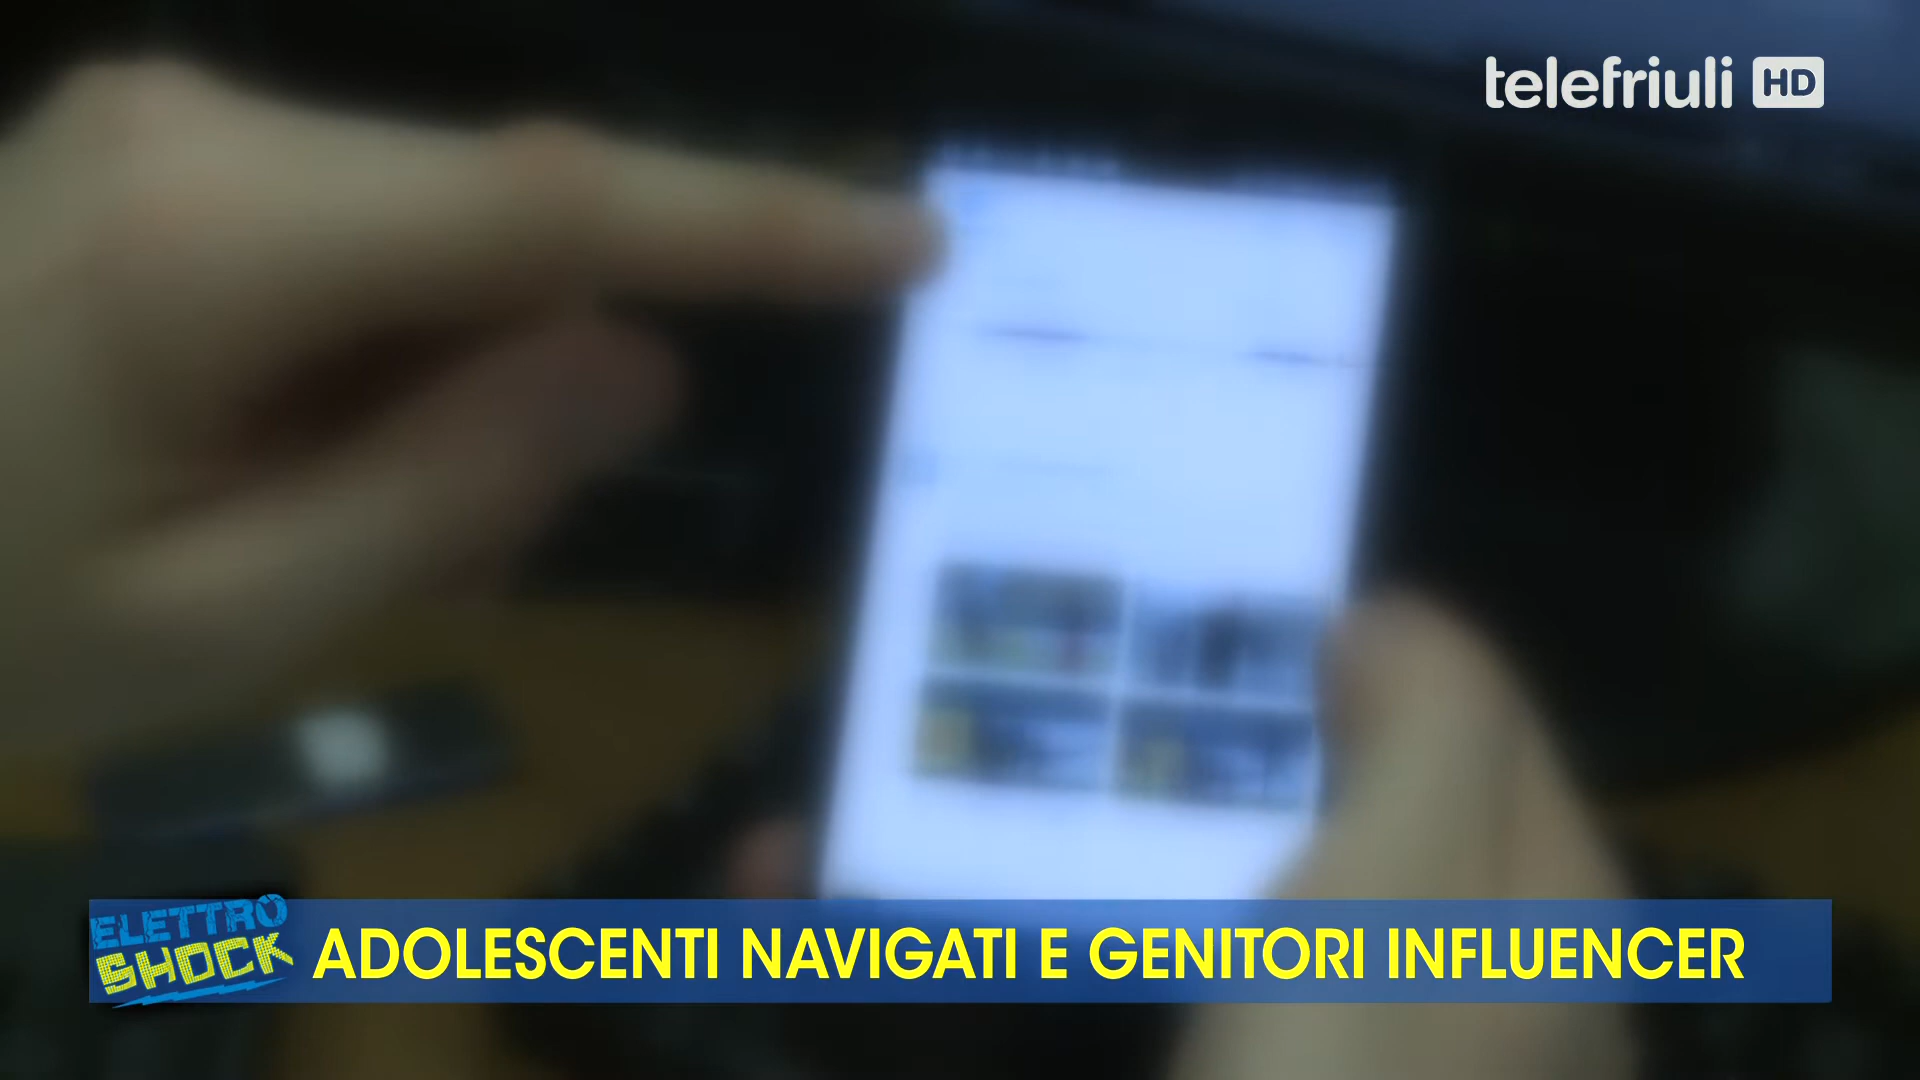 telefriuli HD
ELETTRO
SHOCK
ADOLESCENTI NAVIGATI E GENITORI INFLUENCER